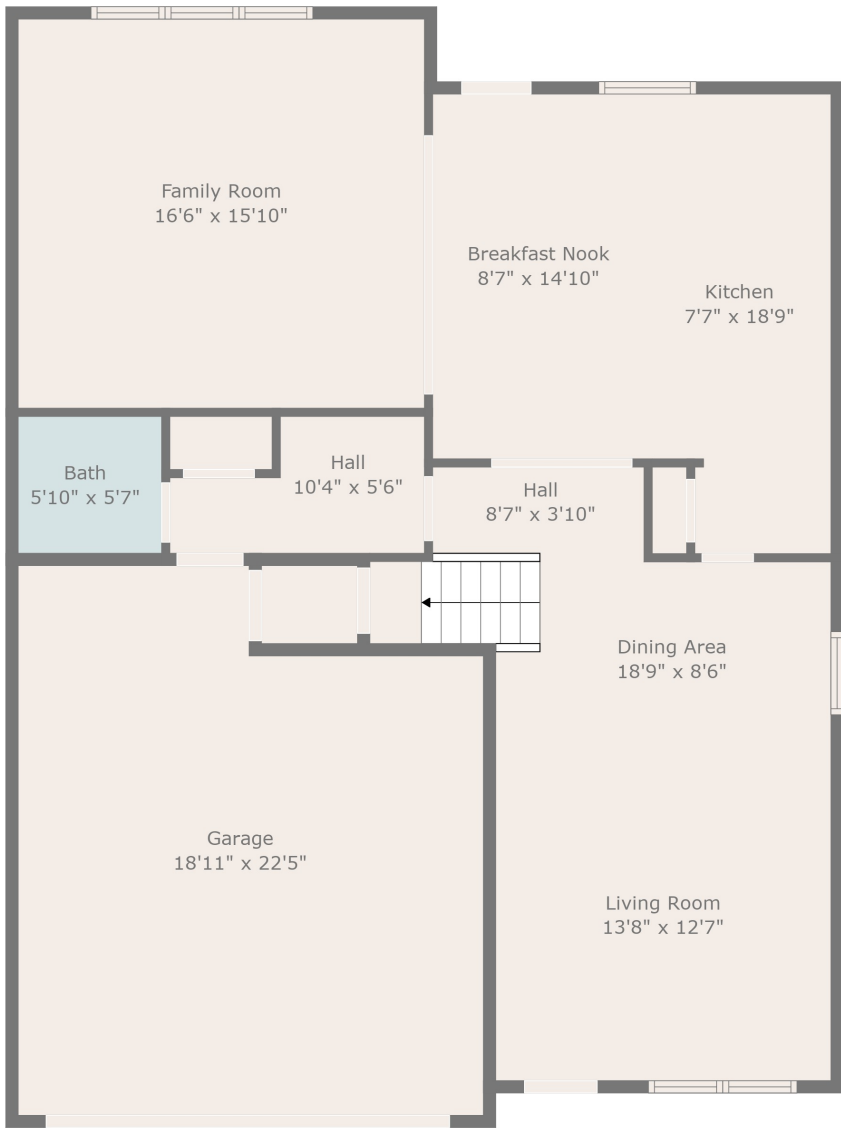 Family Room
16'6" x 15'10"
Breakfast Nook
8'7" x 14'10"
Kitchen
7'7" x 18'9"
Bath
5'10" x 5'7"
Hall
10'4" x 5'6"
Hall
8'7" x 3'10"
Dining Area
18'9" x 8'6"
Garage
18'11" x 22'5"
Living Room
13'8" x 12'7"